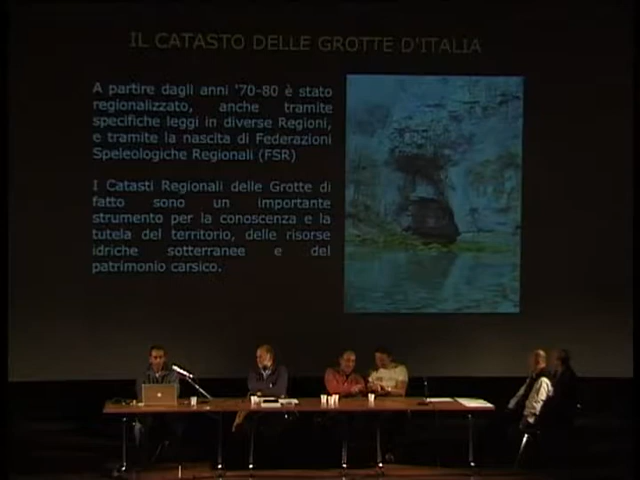 IL CATASTO DELLE GROTTE D'ITALIA
A partire dagli anni '70-80 è stato
regionalizzato, anche tramite
specifiche leggi in diverse Regioni,
e tramite la nascita di Federazioni
Speleologiche Regionali (FSR)
I Catasti Regionali delle Grotte di
fatto sono un importante
strumento per la conoscenza e la
tutela del territorio, delle risorse
idriche sotterranee e del
patrimonio carsico.